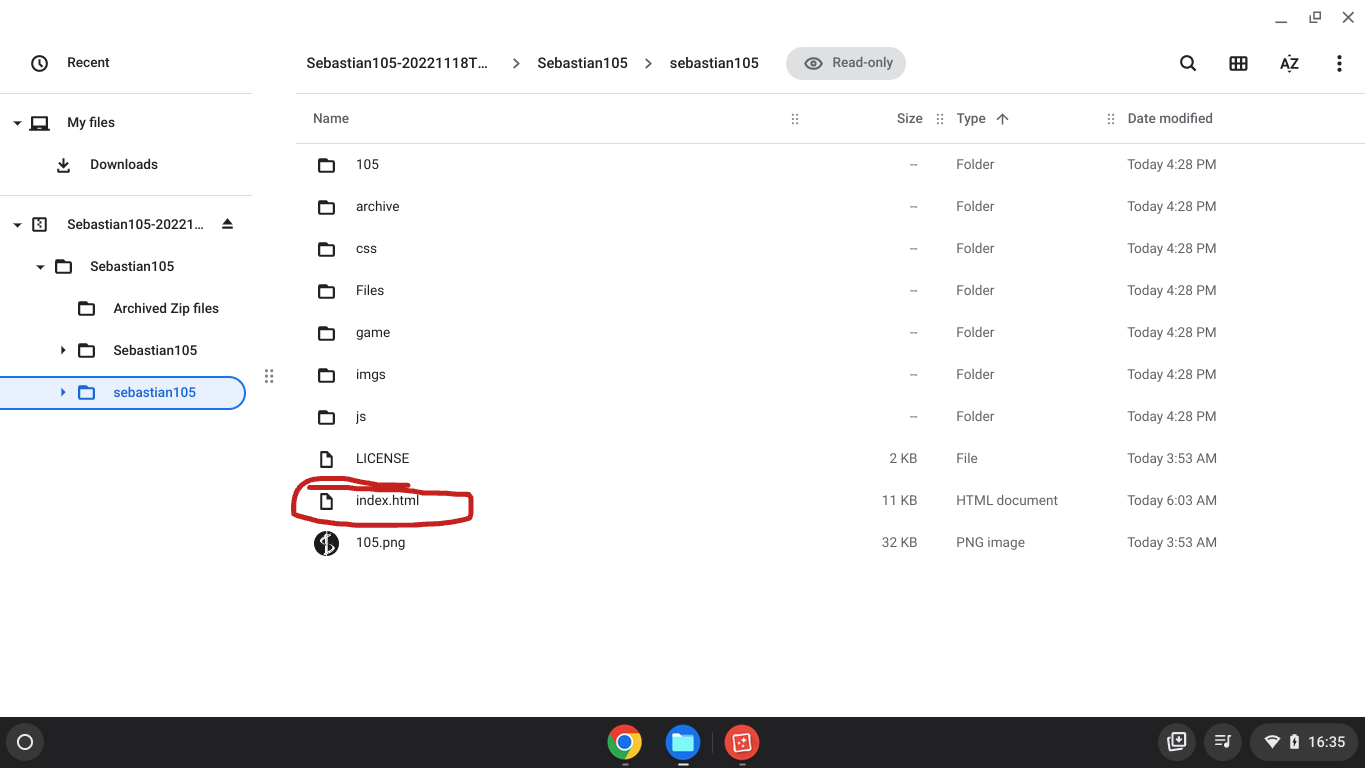 Recent
Sebastian105-20221118T... Sebastian105 sebastian105 Read-only
AZ
My files
Downloads
Sebastian105-20221...
Sebastian105
Archived Zip files
Sebastian105
sebastian105
Name Size Type Date modified
105 -- Folder Today 4:28 PM
archive -- Folder Today 4:28 PM
css -- Folder Today 4:28 PM
Files -- Folder Today 4:28 PM
game -- Folder Today 4:28 PM
imgs -- Folder Today 4:28 PM
js -- Folder Today 4:28 PM
LICENSE 2 KB File Today 3:53 AM
index.html 11 KB HTML document Today 6:03 AM
105.png 32 KB PNG image Today 3:53 AM
16:35